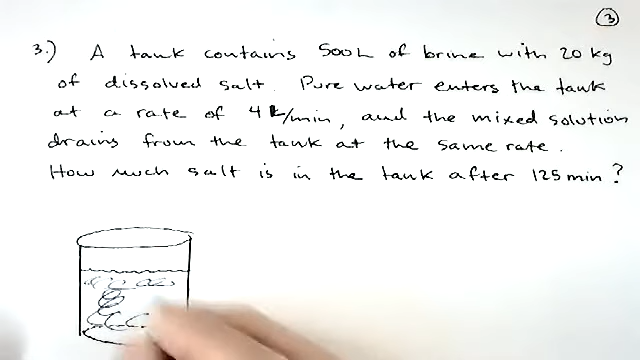 3
3.) A tank contains 500L of brine with 20 kg
of dissolved salt. Pure water enters the tank
at a rate of 4 L/min, and the mixed solution
drains from the tank at the same rate.
How much salt is in the tank after 125 min?